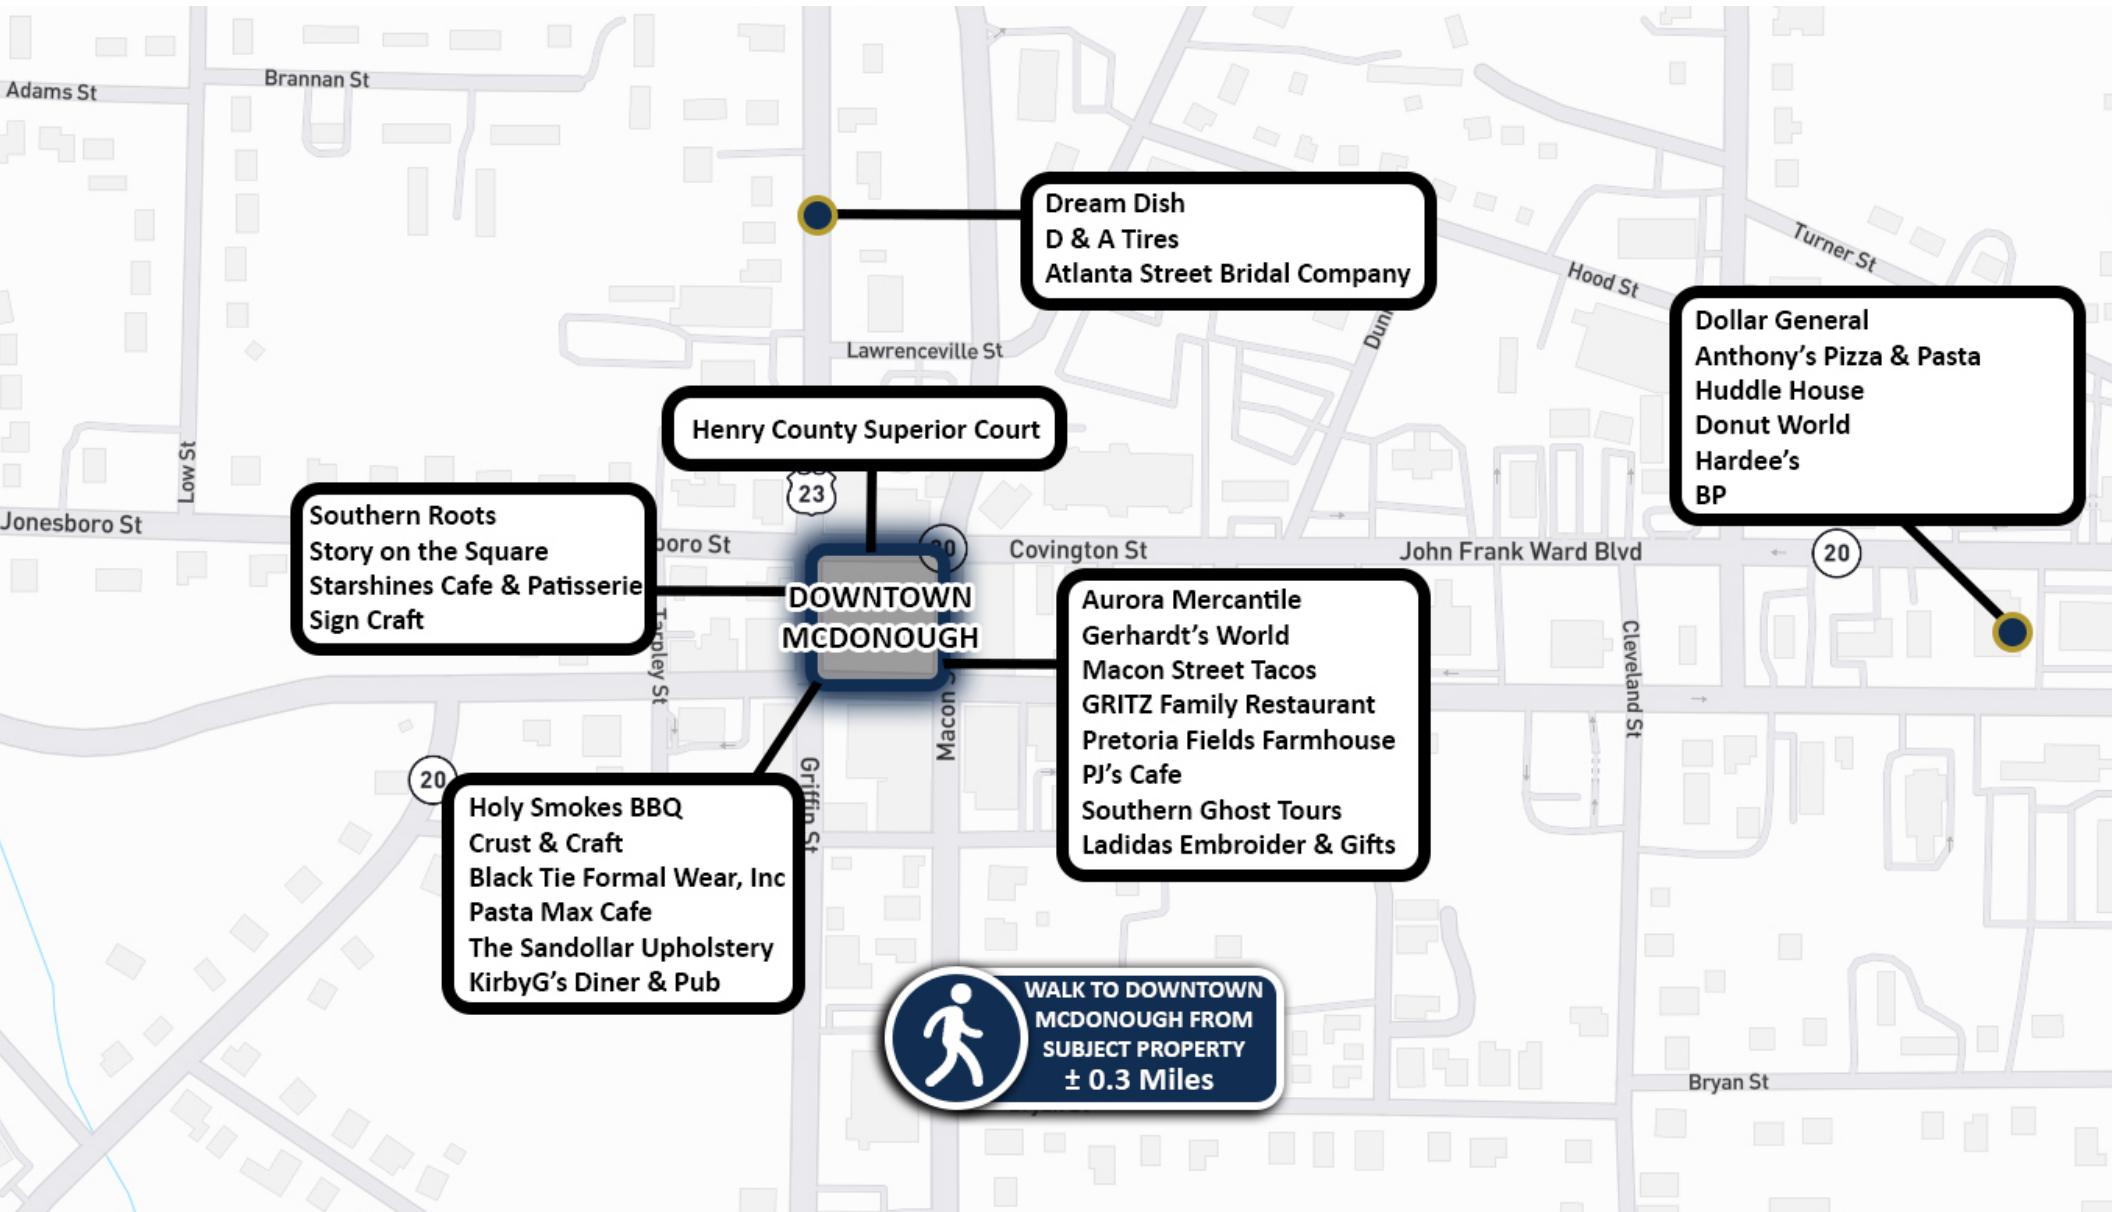 Adams St
Brannan St
Dream Dish
D & A Tires
Atlanta Street Bridal Company
Turner St
Hood St
Lawrenceville St
Dollar General
Anthony's Pizza & Pasta
Huddle House
Donut World
Hardee's
BP
Henry County Superior Court
Low St
23
Jonesboro St
Southern Roots
Story on the Square
Starshines Cafe & Patisserie
Sign Craft
boro St
Covington St
John Frank Ward Blvd
20
DOWNTOWN
MCDONOUGH
Aurora Mercantile
Gerhardt's World
Macon Street Tacos
GRITZ Family Restaurant
Pretoria Fields Farmhouse
PJ's Cafe
Southern Ghost Tours
Ladidas Embroider & Gifts
Tarpley St
Macon S
Cleveland St
20
Griffin St
Holy Smokes BBQ
Crust & Craft
Black Tie Formal Wear, Inc
Pasta Max Cafe
The Sandollar Upholstery
KirbyG's Diner & Pub
WALK TO DOWNTOWN
MCDONOUGH FROM
SUBJECT PROPERTY
± 0.3 Miles
Bryan St